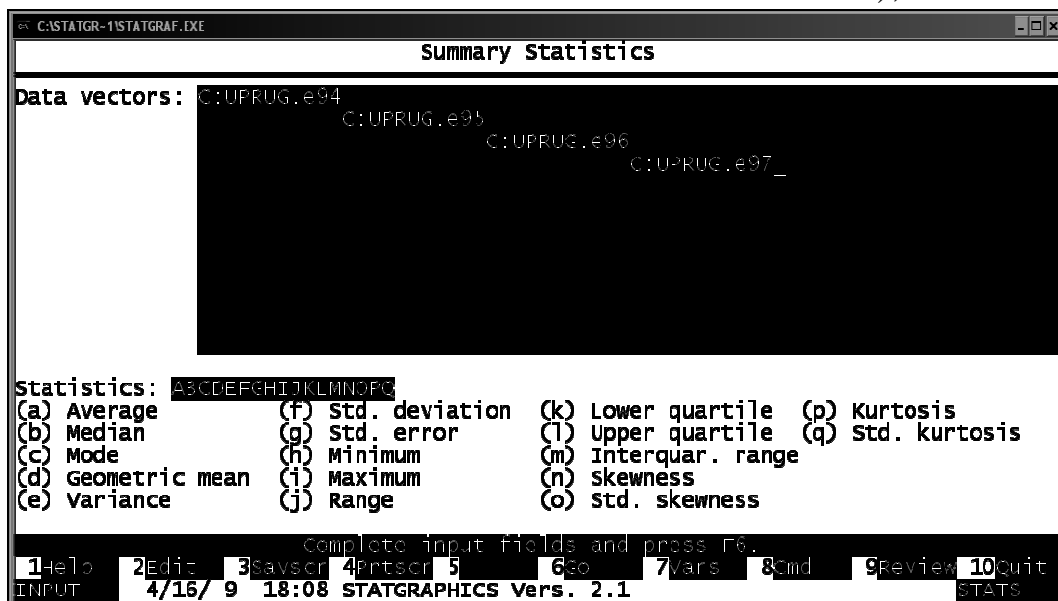 C:\STATGR~1\STATGRAF.EXE
Summary Statistics
Data vectors: C:UPRUG.e94
C:UPRUG.e95
C:UPRUG.e96
C:UPRUG.e97_
Statistics: ABCDEFGHIJKLMNOPQ
(a) Average (f) Std. deviation (k) Lower quartile (p) Kurtosis
(b) Median (g) Std. error (l) Upper quartile (q) Std. kurtosis
(c) Mode (h) Minimum (m) Interquar. range
(d) Geometric mean (i) Maximum (n) Skewness
(e) Variance (j) Range (o) Std. skewness
Complete input fields and press F6.
1Help 2Edit 3Savscr 4Prtscr 5 6Go 7Vars 8Cmd 9Review 10Quit
INPUT 4/16/ 9 18:08 STATGRAPHICS Vers. 2.1 STATS